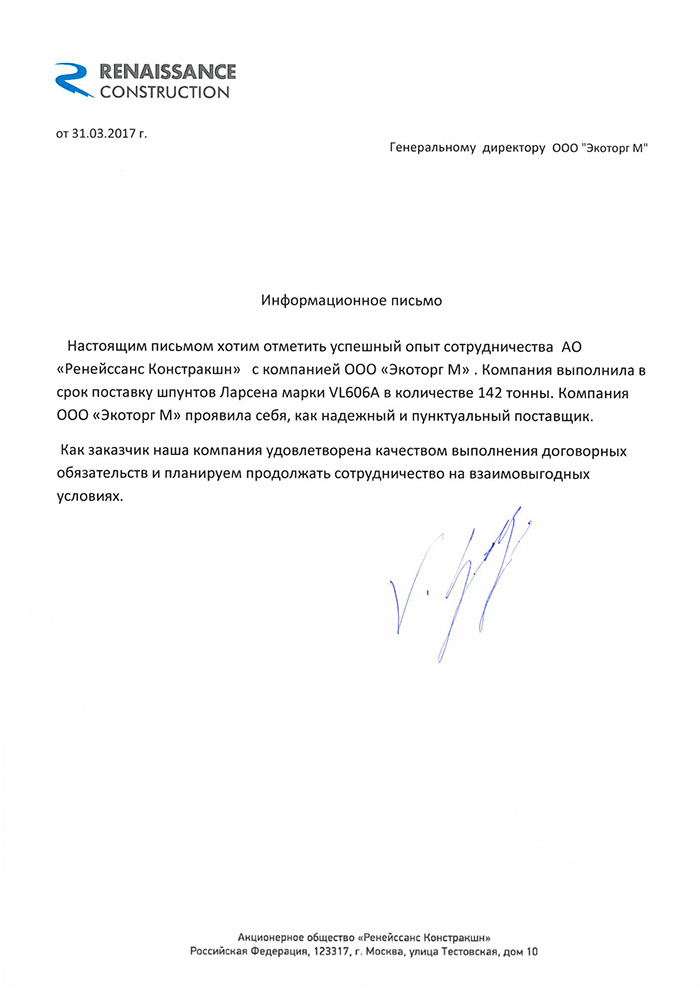 RENAISSANCE
CONSTRUCTION
от 31.03.2017 г.
Генеральному директору ООО "Экоторг М"
Информационное письмо
Настоящим письмом хотим отметить успешный опыт сотрудничества АО
«Ренейссанс Констракшн» с компанией ООО «Экоторг М» . Компания выполнила в
срок поставку шпунтов Ларсена марки VL606A в количестве 142 тонны. Компания
ООО «Экоторг М» проявила себя, как надежный и пунктуальный поставщик.
Как заказчик наша компания удовлетворена качеством выполнения договорных
обязательств и планируем продолжать сотрудничество на взаимовыгодных
условиях.
Акционерное общество «Ренейссанс Констракшн»
Российская Федерация, 123317, г. Москва, улица Тестовская, дом 10